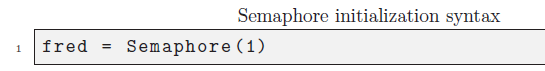 Semaphore initialization syntax
1 fred = Semaphore(1)